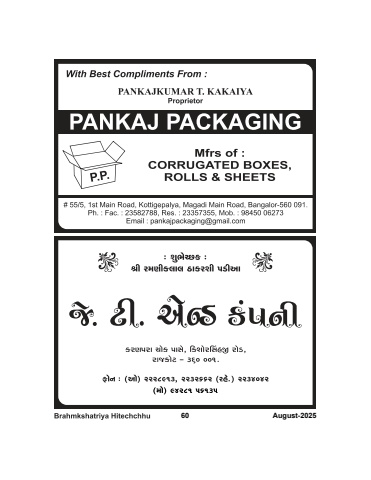 With Best Compliments From :
PANKAJKUMAR T. KAKAIYA
Proprietor
PANKAJ PACKAGING
P.P.
Mfrs of :
CORRUGATED BOXES,
ROLLS & SHEETS
# 55/5, 1st Main Road, Kottigepalya, Magadi Main Road, Bangalor-560 091.
Ph. : Fac. : 23582788, Res. : 23357355, Mob. : 98450 06273
Email : pankajpackaging@gmail.com
: શુભેચ્છક :
શ્રી રમણીકલાલ ઠાકરશી પડીઆ
જે. ટી. એન્ડ કંપની
કરણપરા ચોક પાસે, કિશોરસિંહજી રોડ,
રાજકોટ – ૩૬૦ ૦૦૧.
ફોન : (ઓ) ૨૨૨૮૯૧૩, ૨૨૩૨૬૬૨ (રહે.) ૨૨૩૪૦૪૨
(મો) ૯૪૨૮૧ ૫૬૧૩૫
Brahmkshatriya Hitechchhu 60 August-2025